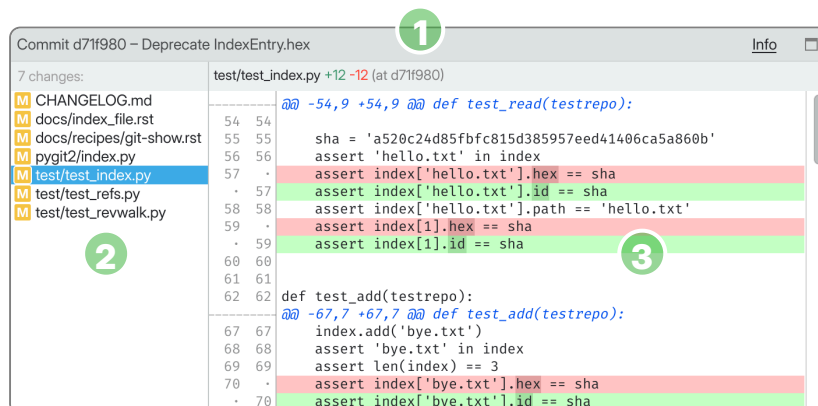 1
Commit d71f980 – Deprecate IndexEntry.hex Info
7 changes:
M CHANGELOG.md
M docs/index_file.rst
M docs/recipes/git-show.rst
M pygit2/index.py
M test/test_index.py
M test/test_refs.py
M test/test_revwalk.py
2
test/test_index.py +12 -12 (at d71f980)
@@ -54,9 +54,9 @@ def test_read(testrepo):
54 54
55 55     sha = 'a520c24d85fbfc815d385957eed41406ca5a860b'
56 56     assert 'hello.txt' in index
57 ·     assert index['hello.txt'].hex == sha
· 57     assert index['hello.txt'].id == sha
58 58     assert index['hello.txt'].path == 'hello.txt'
59 ·     assert index[1].hex == sha
· 59     assert index[1].id == sha
3
60 60
61 61
62 62 def test_add(testrepo):
@@ -67,7 +67,7 @@ def test_add(testrepo):
67 67     index.add('bye.txt')
68 68     assert 'bye.txt' in index
69 69     assert len(index) == 3
70 ·     assert index['bye.txt'].hex == sha
· 70     assert index['bye.txt'].id == sha